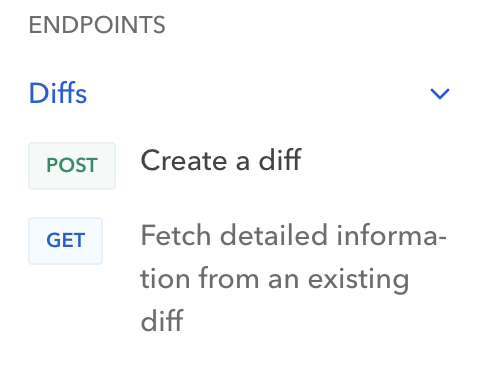 ENDPOINTS
Diffs
POST Create a diff
GET Fetch detailed informa-
tion from an existing
diff